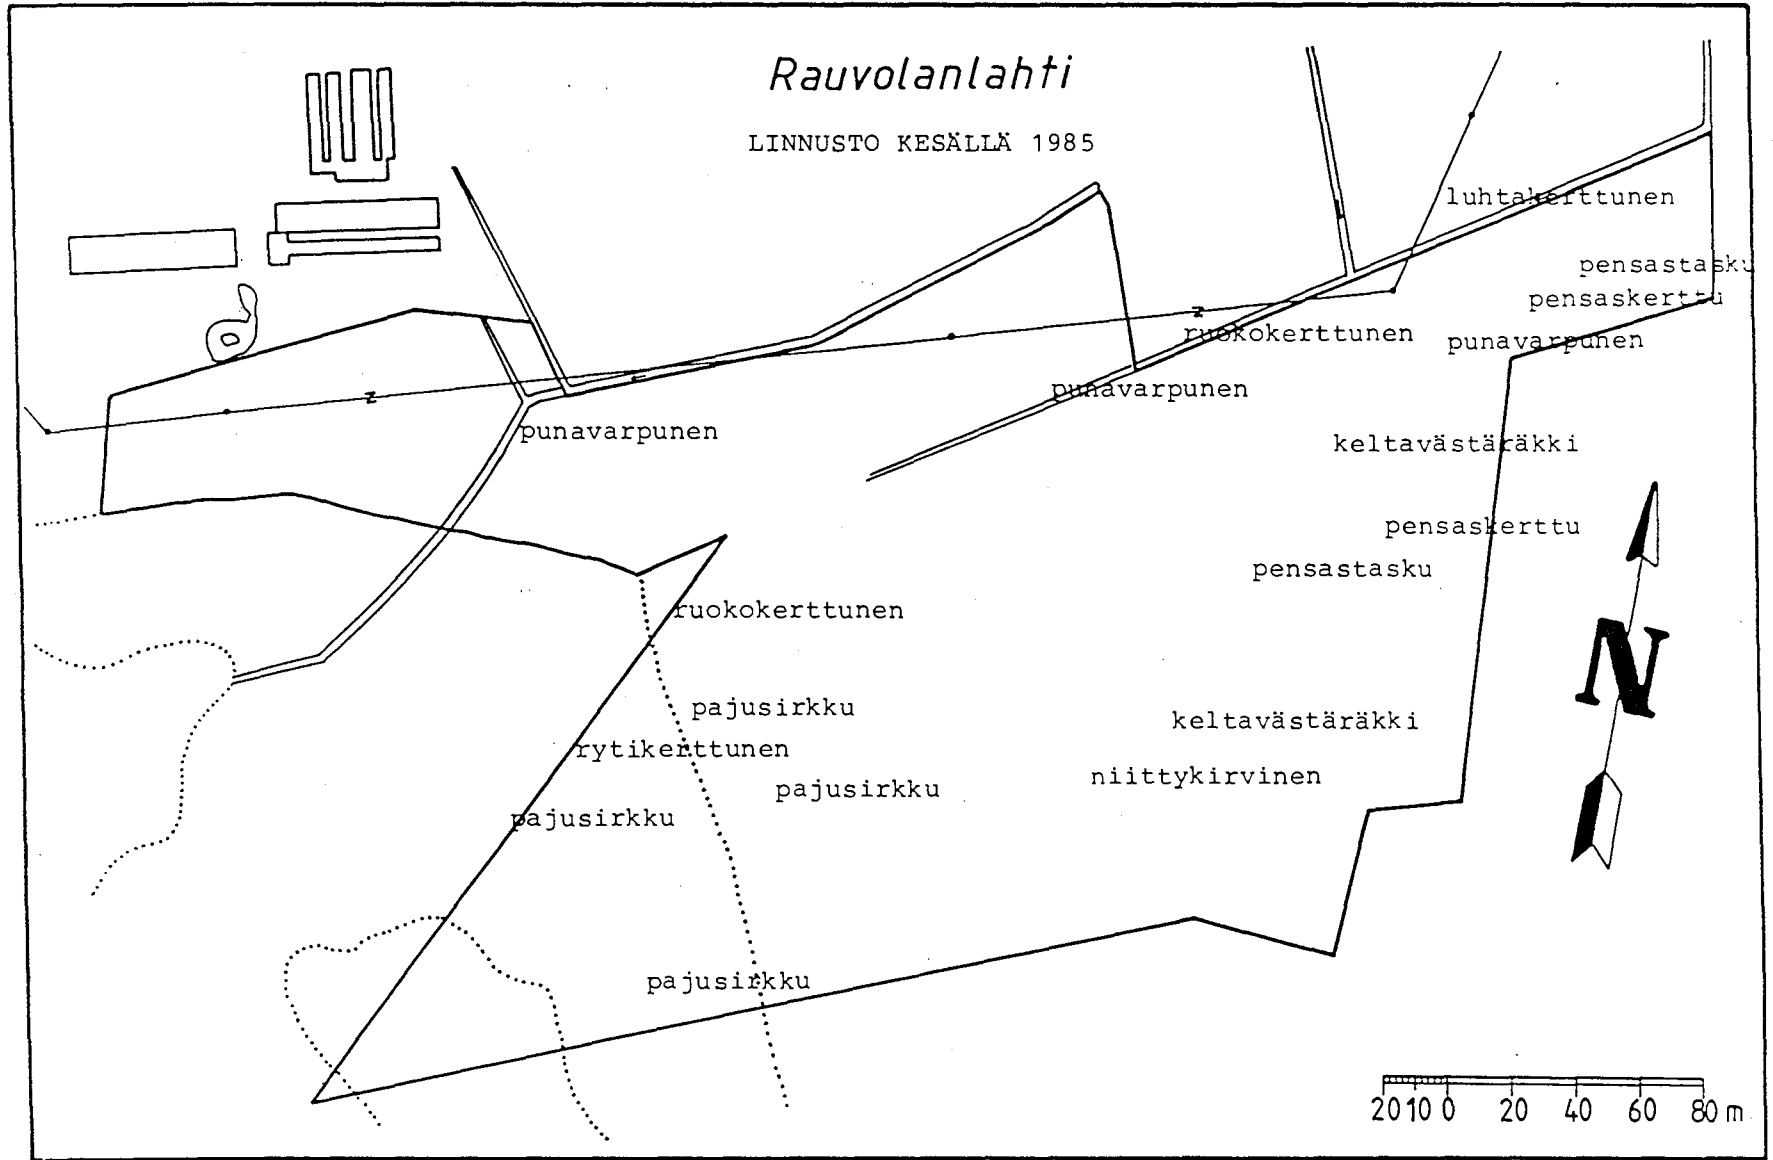 Rauvolanlahti
LINNUSTO KESÄLLÄ 1985
luhtakerttunen
pensastasku
pensaskerttu
ruokokerttunen
punavarpunen
punavarpunen
punavarpunen
keltavästäräkki
pensaskerttu
pensastasku
ruokokerttunen
pajusirkku
keltavästäräkki
rytikerttunen
niittykirvinen
pajusirkku
pajusirkku
pajusirkku
N
20 10 0 20 40 60 80 m